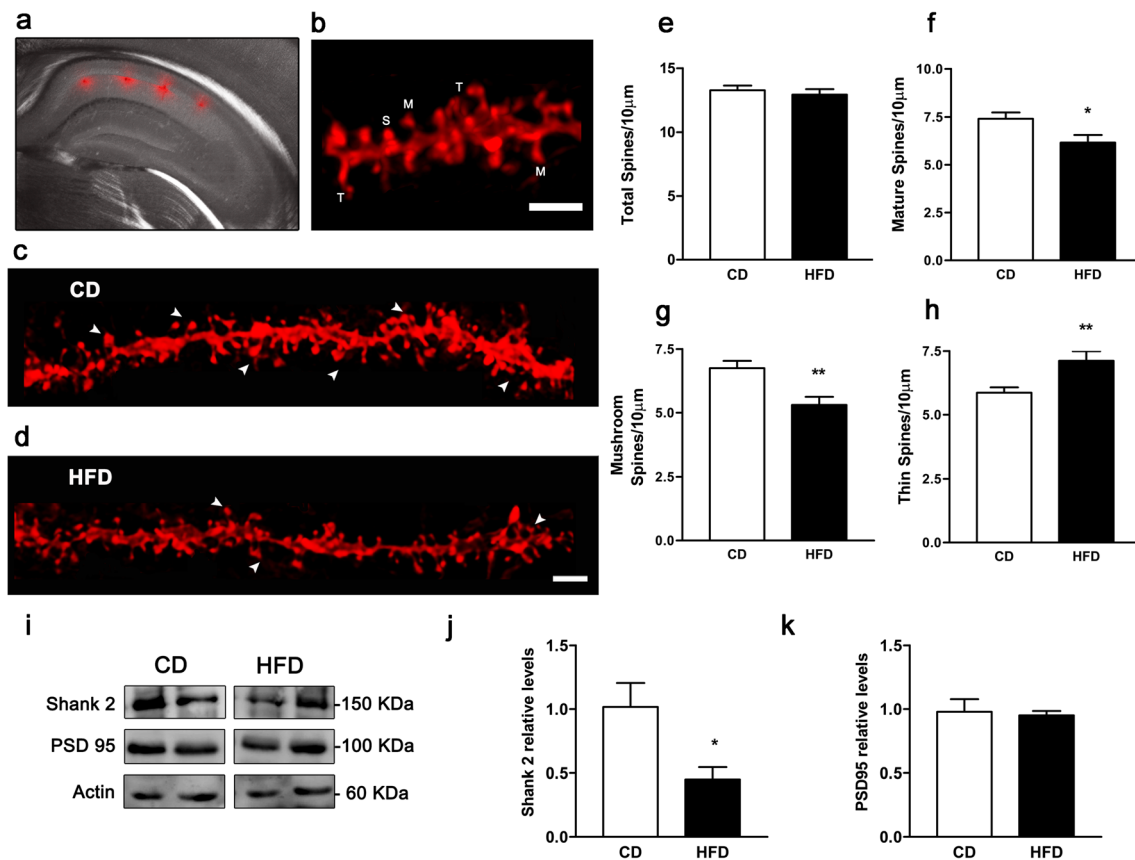 a
b
T
M
S
T
M
c
CD
d
HFD
e
Total Spines/10µm
15
10
5
0
CD HFD
f
Mature Spines/10µm
10.0
7.5
5.0
2.5
0.0
*
CD HFD
g
Mushroom
Spines/10µm
7.5
5.0
2.5
0.0
**
CD HFD
h
Thin Spines/10µm
7.5
5.0
2.5
0.0
**
CD HFD
i
CD HFD
Shank 2 150 KDa
PSD 95 100 KDa
Actin 60 KDa
j
Shank 2 relative levels
1.5
1.0
0.5
0.0
*
CD HFD
k
PSD95 relative levels
1.5
1.0
0.5
0.0
CD HFD